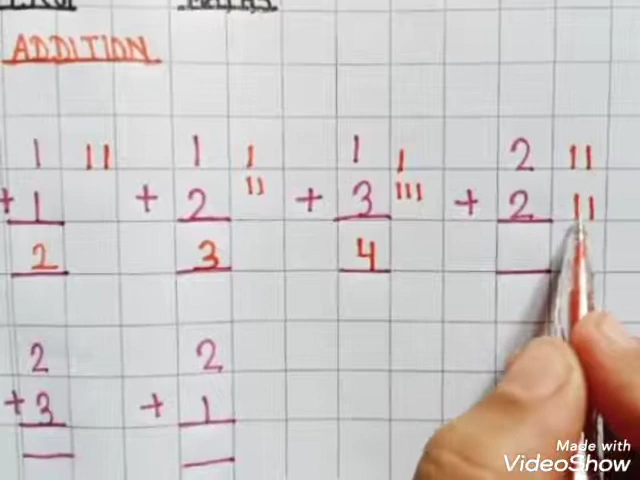 ADDITION
1 II 1 I 1 I 2 II
+1 +2 II +3 III +2 II
2 3 4
2 2
+3 +1
Made with
VideoShow